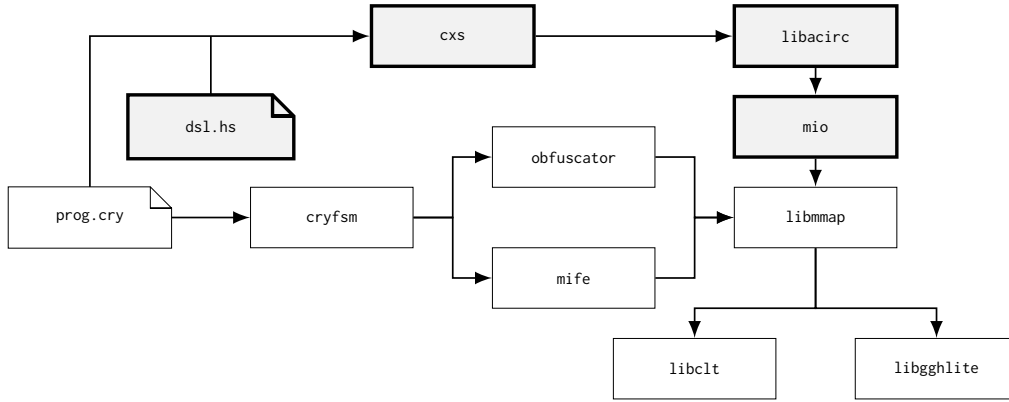 cxs
libacirc
dsl.hs
mio
obfuscator
prog.cry
cryfsm
libmmap
mife
libclt
libgghlite